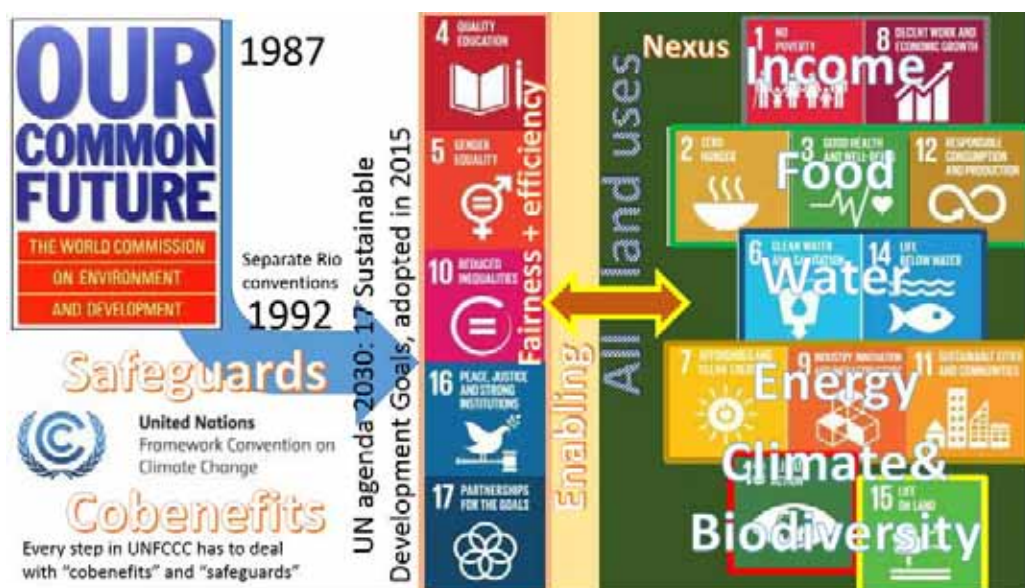 OUR
COMMON
FUTURE
THE WORLD COMMISSION
ON ENVIRONMENT
AND DEVELOPMENT
1987
Separate Rio
conventions
1992
Safeguards
United Nations
Framework Convention on
Climate Change
Cobenefits
Every step in UNFCCC has to deal
with "cobenefits" and "safeguards"
UN agenda 2030: 17 Sustainable
Development Goals, adopted in 2015
4 QUALITY
EDUCATION
5 GENDER
EQUALITY
10 REDUCED
INEQUALITIES
16 PEACE, JUSTICE
AND STRONG
INSTITUTIONS
17 PARTNERSHIPS
FOR THE GOALS
Fairness + efficiency
Enabling
All land uses
Nexus
1 NO
POVERTY
8 DECENT WORK AND
ECONOMIC GROWTH
Income
2 ZERO
HUNGER
3 GOOD HEALTH
AND WELL-BEING
12 RESPONSIBLE
CONSUMPTION
AND PRODUCTION
Food
6 CLEAN WATER
14 LIFE
BELOW WATER
Water
7 AFFORDABLE AND
9 INDUSTRY INNOVATION
11 SUSTAINABLE CITIES
AND COMMUNITIES
Energy
Climate&
15 LIFE
ON LAND
Biodiversity